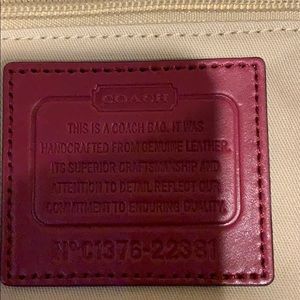 COACH
THIS IS A COACH BAG. IT WAS
HANDCRAFTED FROM GENUINE LEATHER.
ITS SUPERIOR CRAFTSMANSHIP AND
ATTENTION TO DETAIL REFLECT OUR
COMMITMENT TO ENDURING QUALITY.
Nº C1376-22381